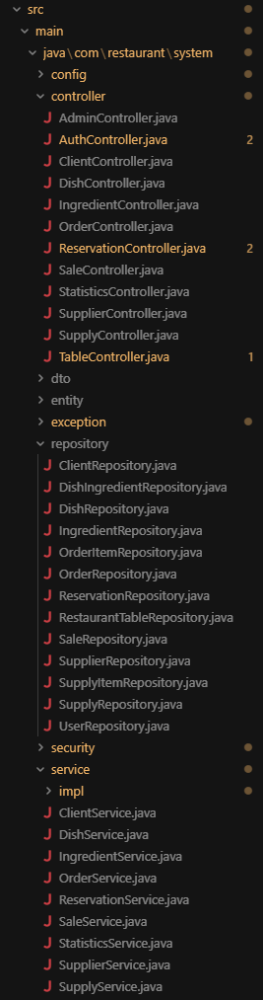 src
main
java\com\restaurant\system
config
controller
AdminController.java
AuthController.java 2
ClientController.java
DishController.java
IngredientController.java
OrderController.java
ReservationController.java 2
SaleController.java
StatisticsController.java
SupplierController.java
SupplyController.java
TableController.java 1
dto
entity
exception
repository
ClientRepository.java
DishIngredientRepository.java
DishRepository.java
IngredientRepository.java
OrderItemRepository.java
OrderRepository.java
ReservationRepository.java
RestaurantTableRepository.java
SaleRepository.java
SupplierRepository.java
SupplyItemRepository.java
SupplyRepository.java
UserRepository.java
security
service
impl
ClientService.java
DishService.java
IngredientService.java
OrderService.java
ReservationService.java
SaleService.java
StatisticsService.java
SupplierService.java
SupplyService.java